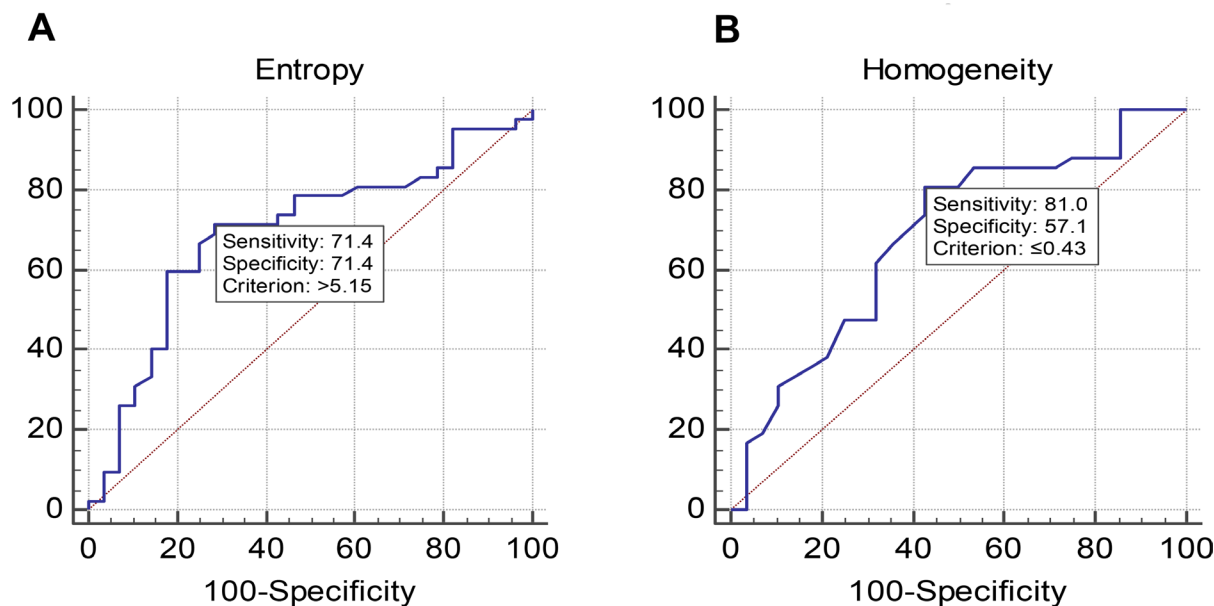 A
Entropy
100
80
60
40
20
0
Sensitivity: 71.4
Specificity: 71.4
Criterion: >5.15
0 20 40 60 80 100
100-Specificity
B
Homogeneity
100
80
60
40
20
0
Sensitivity: 81.0
Specificity: 57.1
Criterion: ≤0.43
0 20 40 60 80 100
100-Specificity